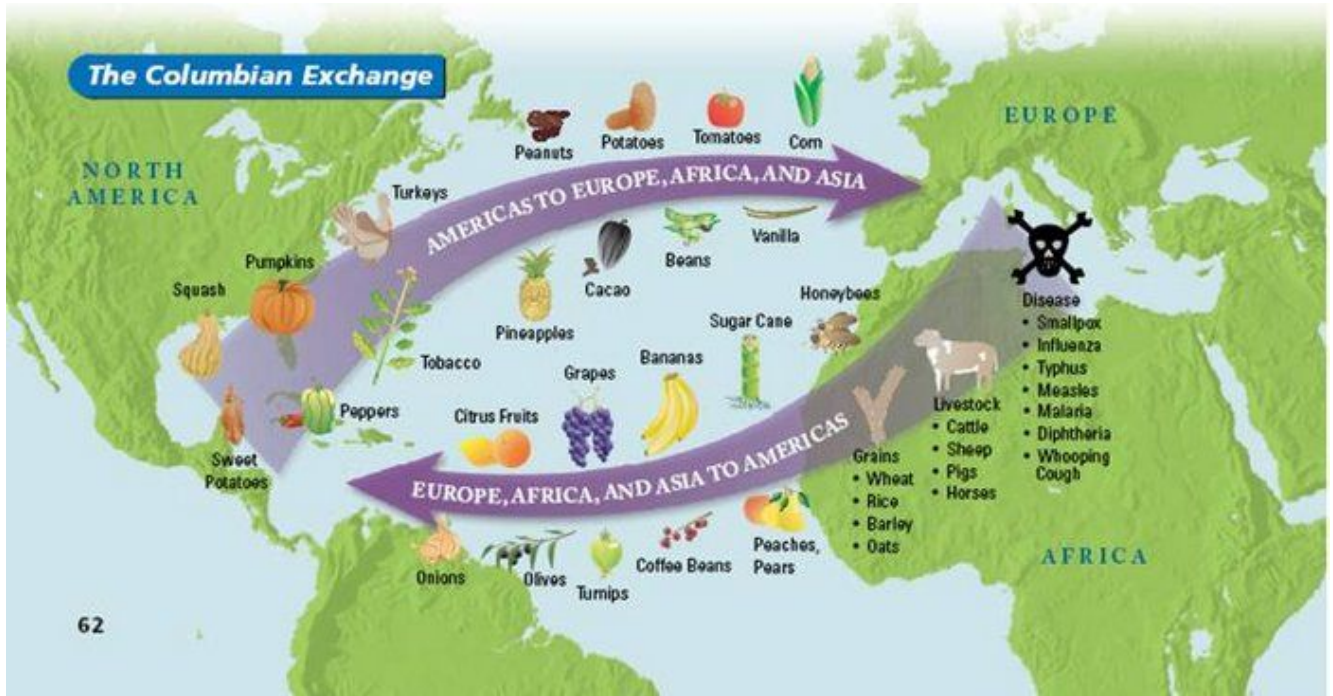 The Columbian Exchange
NORTH
AMERICA
EUROPE
Peanuts
Potatoes
Tomatoes
Corn
Turkeys
AMERICAS TO EUROPE, AFRICA, AND ASIA
Pumpkins
Squash
Pineapples
Cacao
Beans
Vanilla
Tobacco
Peppers
Sweet
Potatoes
Citrus Fruits
Grapes
Bananas
Sugar Cane
Honeybees
EUROPE, AFRICA, AND ASIA TO AMERICAS
Onions
Olives
Turnips
Coffee Beans
Peaches,
Pears
Grains
• Wheat
• Rice
• Barley
• Oats
Livestock
• Cattle
• Sheep
• Pigs
• Horses
Disease
• Smallpox
• Influenza
• Typhus
• Measles
• Malaria
• Diphtheria
• Whooping
Cough
AFRICA
62